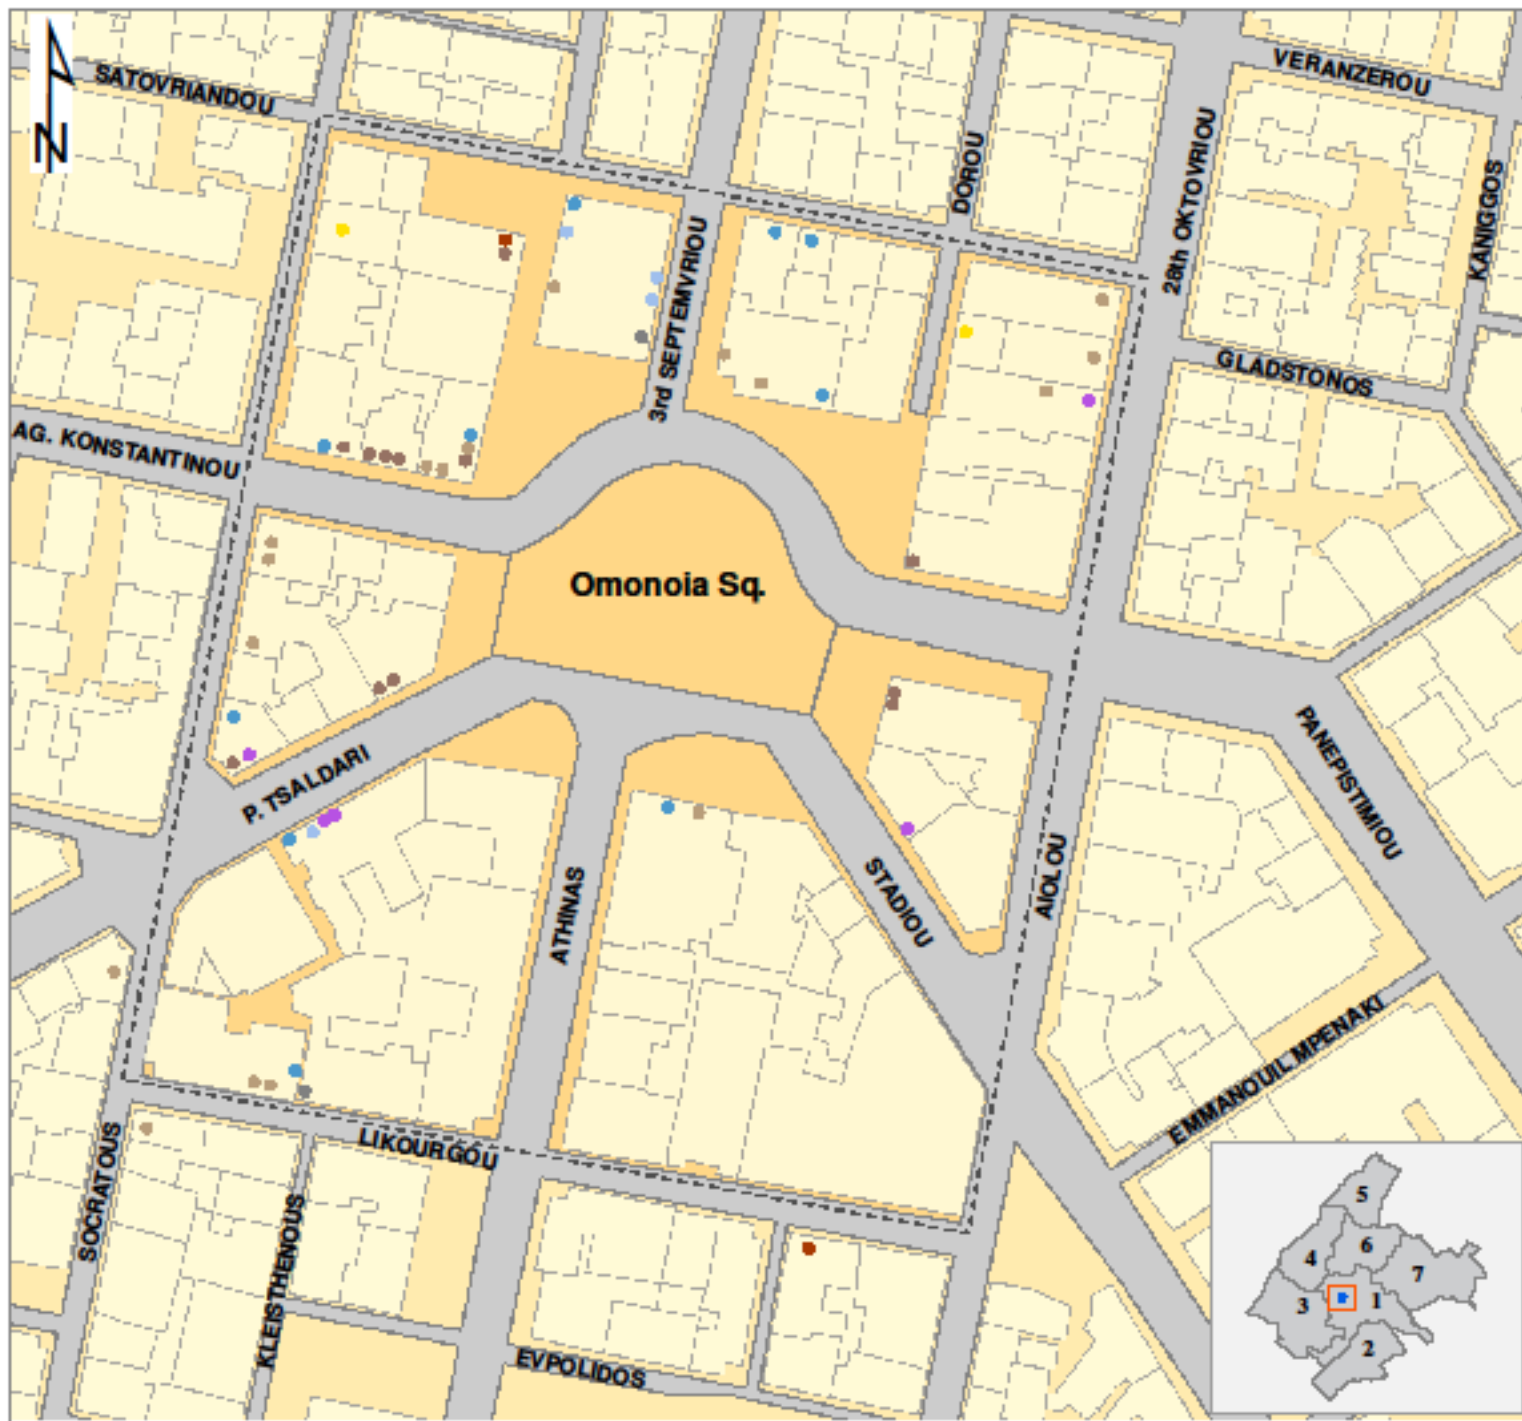 SATOVRIANDOU
VERANZEROU
N
DOROU
28th OKTOVRIOU
KANIGGOS
3rd SEPTEMVRIOU
GLADSTONOS
AG. KONSTANTINOU
Omonoia Sq.
P. TSALDARI
PANEPISTIMIOU
STADIOU
AIOLOU
ATHINAS
EMMANOUIL MPENAKI
LIKOURGOU
SOCRATOUS
KLEISTHENOUS
EVPOLIDOS
5
6
4
7
3
1
2